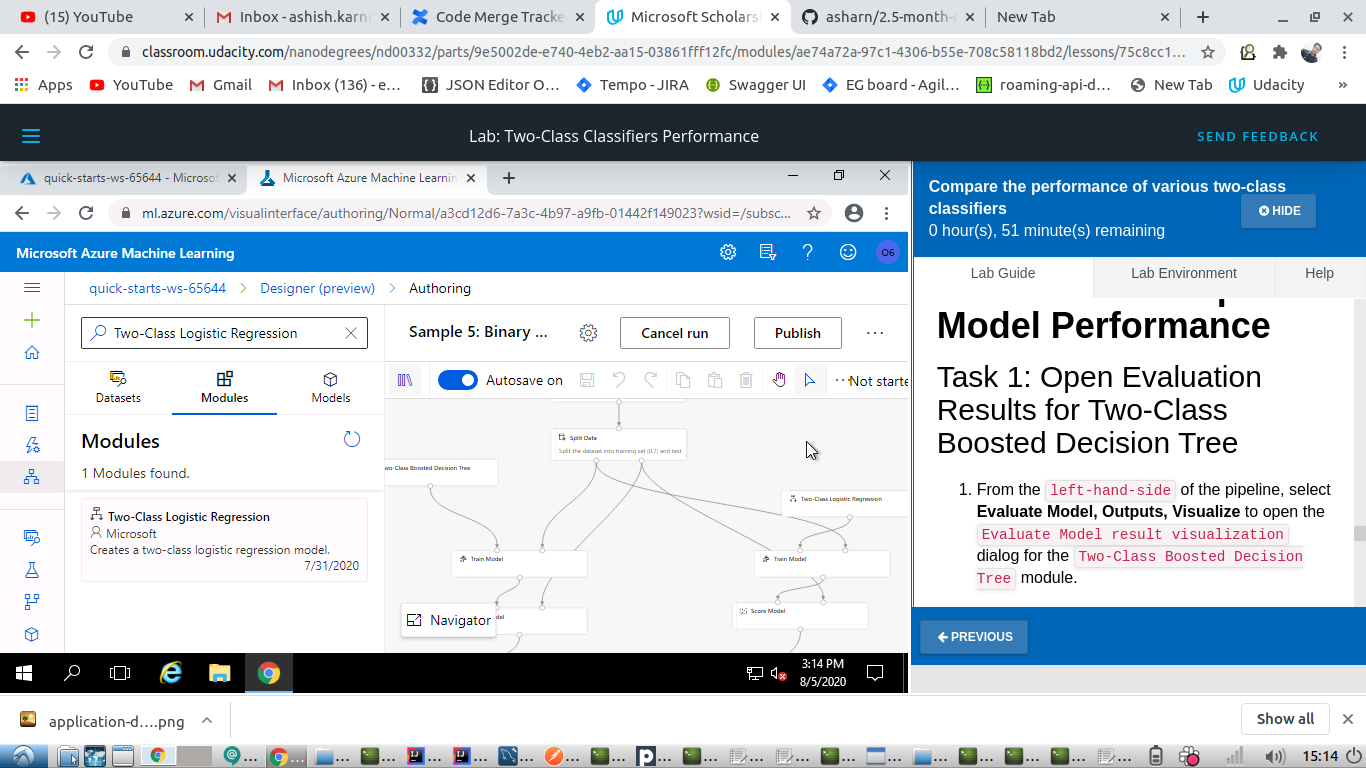 (15) YouTube
Inbox - ashish.karn
Code Merge Tracke
Microsoft Scholars
asharn/2.5-month-
New Tab
classroom.udacity.com/nanodegrees/nd00332/parts/9e5002de-e740-4eb2-aa15-03861fff12fc/modules/ae74a72a-97c1-4306-b55e-708c58118bd2/lessons/75c8cc1...
Apps YouTube Gmail Inbox (136) - e... JSON Editor O... Tempo - JIRA Swagger UI EG board - Agil... roaming-api-d... New Tab Udacity »
Lab: Two-Class Classifiers Performance
SEND FEEDBACK
quick-starts-ws-65644 - Microsof
Microsoft Azure Machine Learnin
ml.azure.com/visualinterface/authoring/Normal/a3cd12d6-7a3c-4b97-a9fb-01442f149023?wsid=/subsc...
Microsoft Azure Machine Learning
O6
quick-starts-ws-65644 > Designer (preview) > Authoring
Two-Class Logistic Regression
Datasets
Modules
Models
Modules
1 Modules found.
Two-Class Logistic Regression
Microsoft
Creates a two-class logistic regression model.
7/31/2020
Sample 5: Binary ...
Cancel run
Publish
...
Autosave on
Not starte
Split Data
Split the dataset into training set (0.7) and test
wo-Class Boosted Decision Tree
Two-Class Logistic Regression
Train Model
Train Model
del
Score Model
Navigator
3:14 PM
8/5/2020
Compare the performance of various two-class
classifiers
HIDE
0 hour(s), 51 minute(s) remaining
Lab Guide
Lab Environment
Help
Model Performance
Task 1: Open Evaluation
Results for Two-Class
Boosted Decision Tree
1. From the left-hand-side of the pipeline, select
Evaluate Model, Outputs, Visualize to open the
Evaluate Model result visualization
dialog for the Two-Class Boosted Decision
Tree module.
PREVIOUS
application-d....png
Show all
15:14